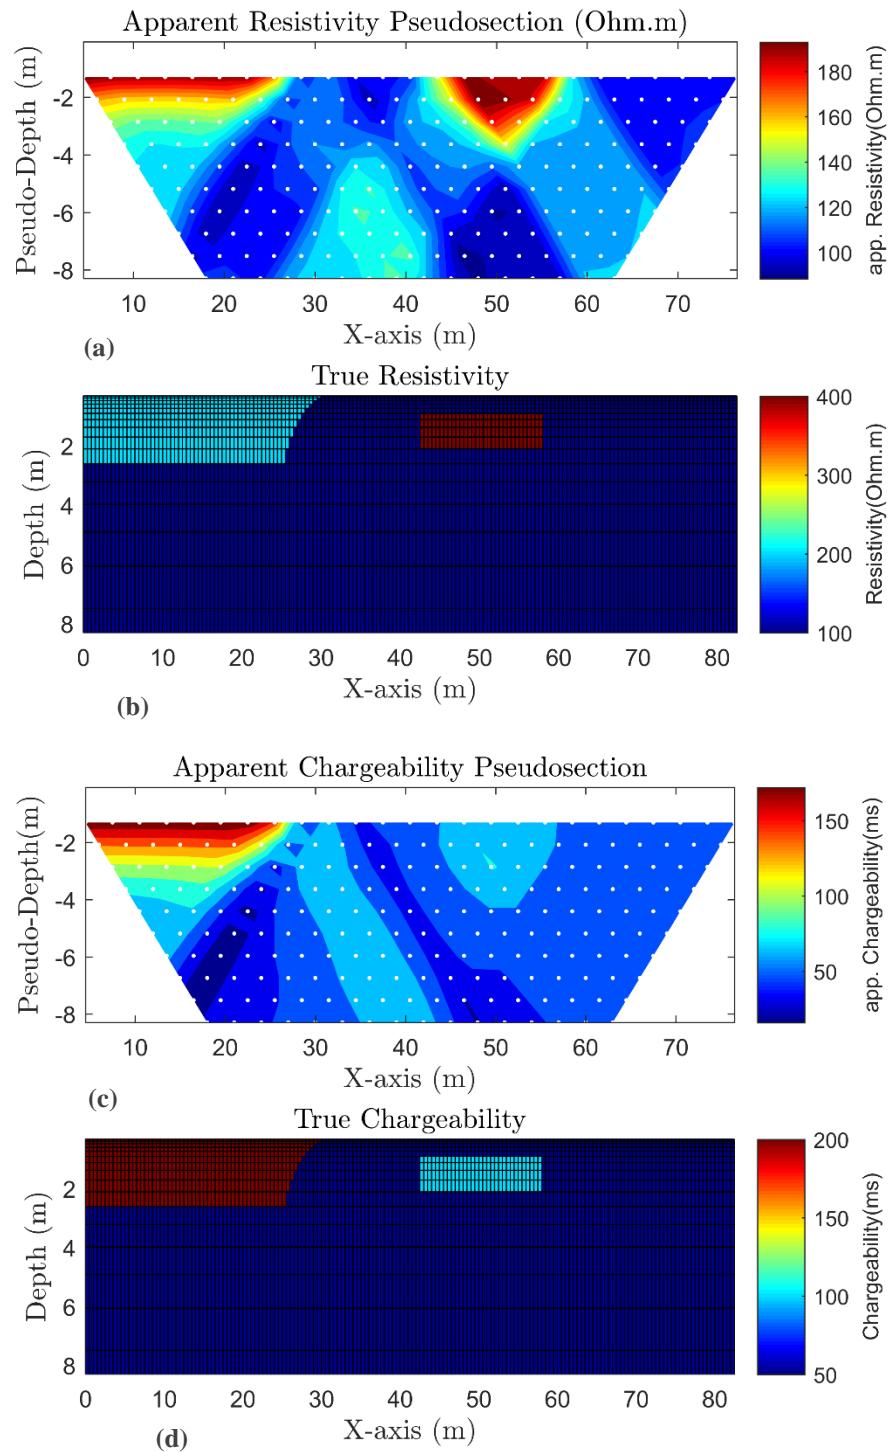 Apparent Resistivity Pseudosection (Ohm.m)
Pseudo-Depth (m)
-2
-4
-6
-8
10 20 30 40 50 60 70
X-axis (m)
180
160
140
120
100
app. Resistivity(Ohm.m)
(a)
True Resistivity
Depth (m)
2
4
6
8
0 10 20 30 40 50 60 70 80
X-axis (m)
400
300
200
100
Resistivity(Ohm.m)
(b)
Apparent Chargeability Pseudosection
Pseudo-Depth(m)
-2
-4
-6
-8
10 20 30 40 50 60 70
X-axis (m)
150
100
50
app. Chargeability(ms)
(c)
True Chargeability
Depth (m)
2
4
6
8
0 10 20 30 40 50 60 70 80
X-axis (m)
200
150
100
50
Chargeability(ms)
(d)